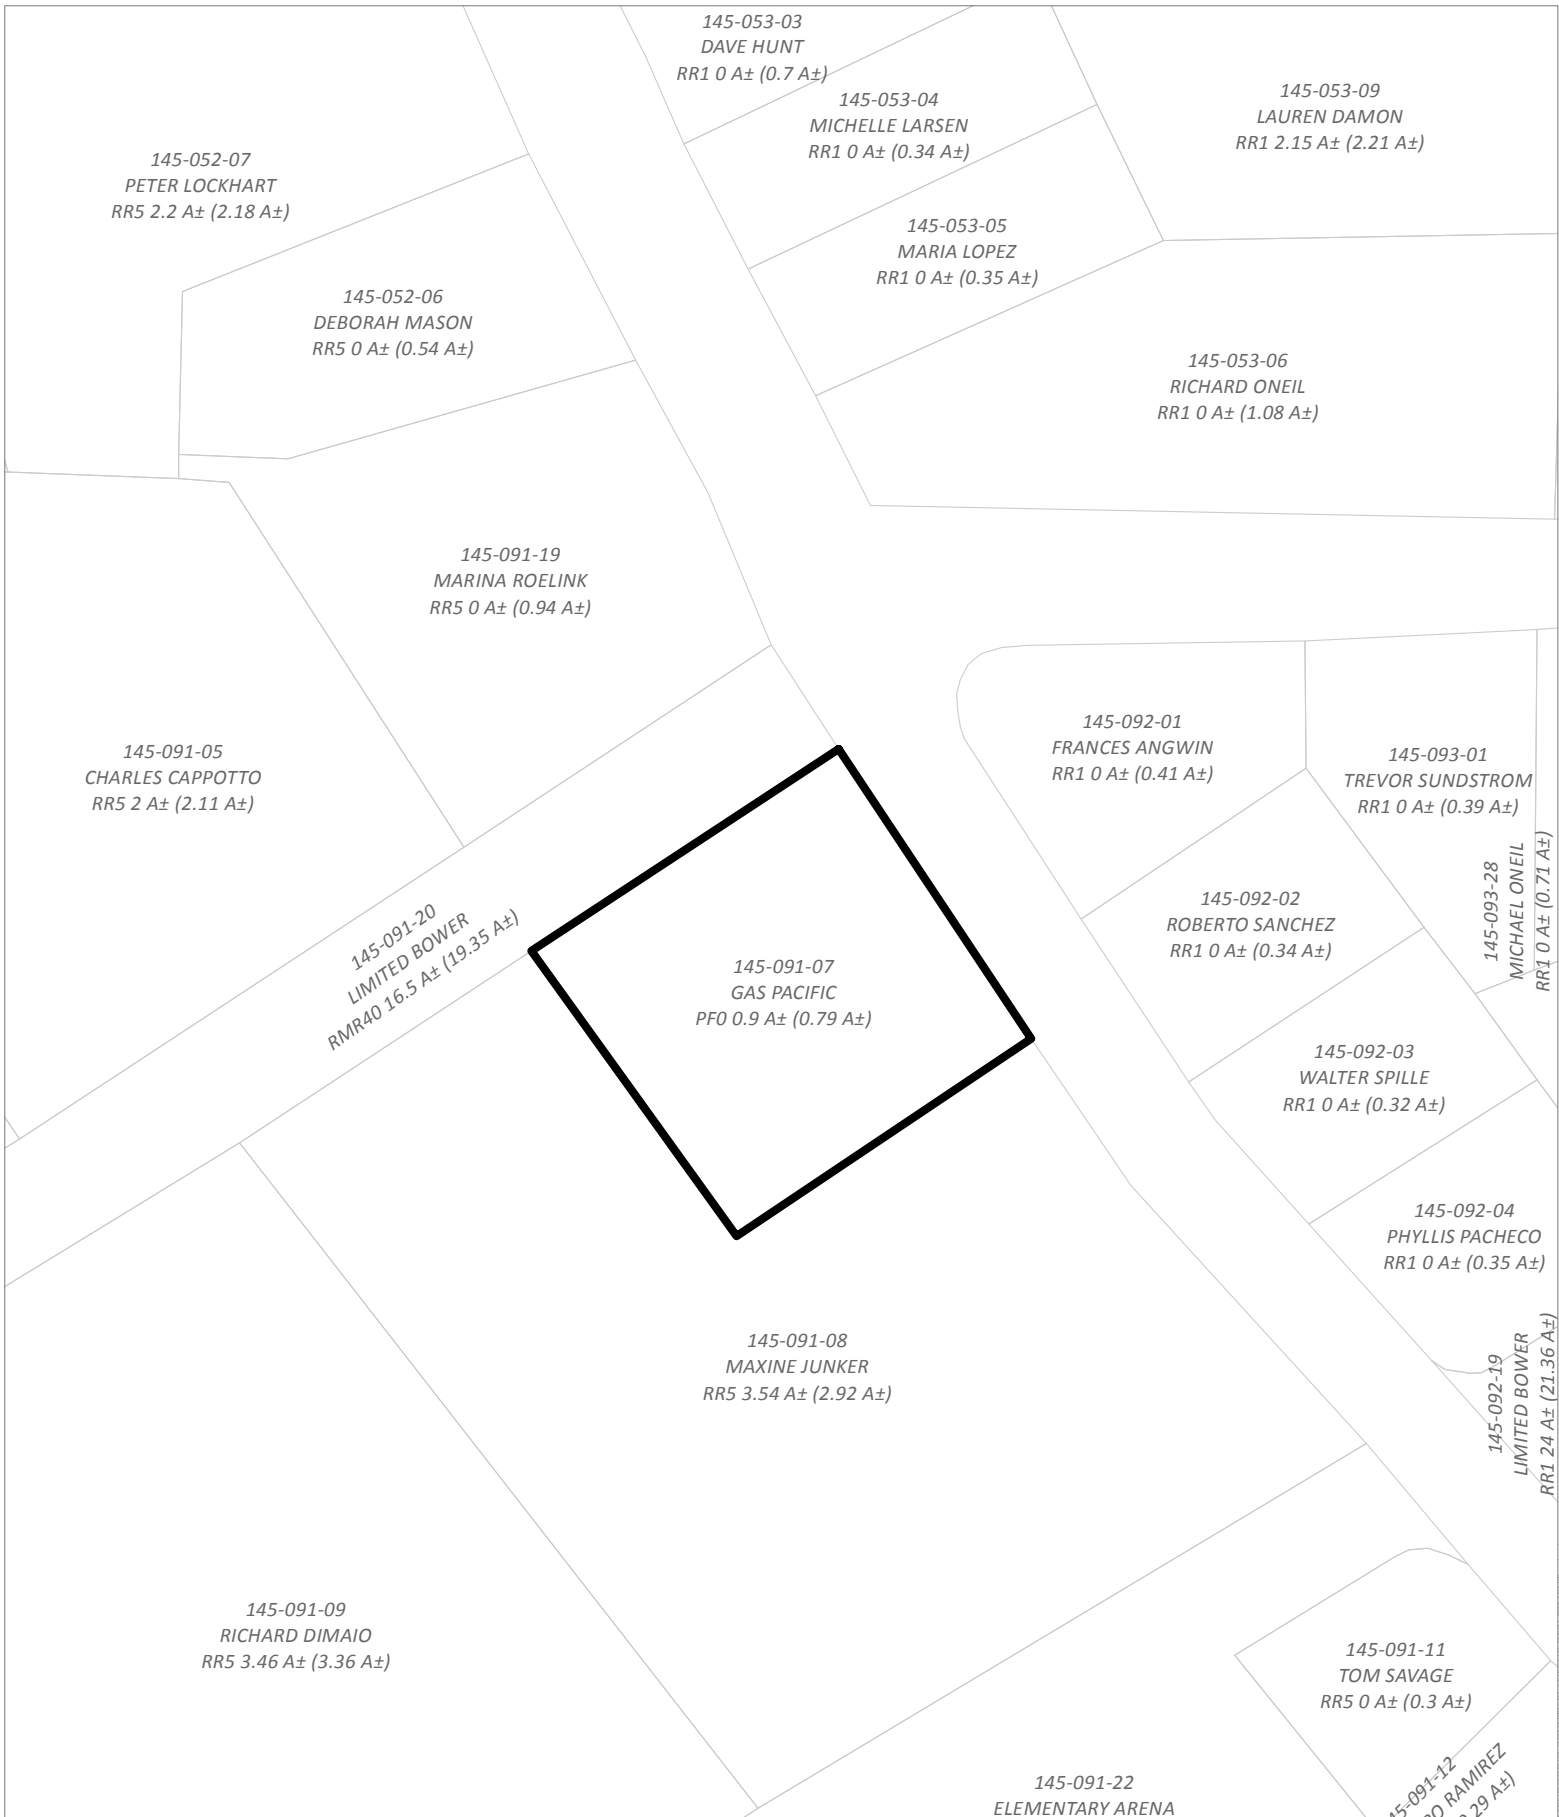 145-053-03
DAVE HUNT
RR1 0 A± (0.7 A±)
145-053-04
MICHELLE LARSEN
RR1 0 A± (0.34 A±)
145-053-09
LAUREN DAMON
RR1 2.15 A± (2.21 A±)
145-052-07
PETER LOCKHART
RR5 2.2 A± (2.18 A±)
145-053-05
MARIA LOPEZ
RR1 0 A± (0.35 A±)
145-052-06
DEBORAH MASON
RR5 0 A± (0.54 A±)
145-053-06
RICHARD ONEIL
RR1 0 A± (1.08 A±)
145-091-19
MARINA ROELINK
RR5 0 A± (0.94 A±)
145-091-05
CHARLES CAPPOTTO
RR5 2 A± (2.11 A±)
145-092-01
FRANCES ANGWIN
RR1 0 A± (0.41 A±)
145-093-01
TREVOR SUNDSTROM
RR1 0 A± (0.39 A±)
145-093-28
MICHAEL ONEIL
RR1 0 A± (0.71 A±)
145-092-02
ROBERTO SANCHEZ
RR1 0 A± (0.34 A±)
145-091-20
LIMITED BOWER
RMR40 16.5 A± (19.35 A±)
145-091-07
GAS PACIFIC
PF0 0.9 A± (0.79 A±)
145-092-03
WALTER SPILLE
RR1 0 A± (0.32 A±)
145-092-04
PHYLLIS PACHECO
RR1 0 A± (0.35 A±)
145-091-08
MAXINE JUNKER
RR5 3.54 A± (2.92 A±)
145-092-19
LIMITED BOWER
RR1 24 A± (21.36 A±)
145-091-09
RICHARD DIMAIO
RR5 3.46 A± (3.36 A±)
145-091-11
TOM SAVAGE
RR5 0 A± (0.3 A±)
145-091-22
ELEMENTARY ARENA
45-091-12
RAMIREZ
29 A±)